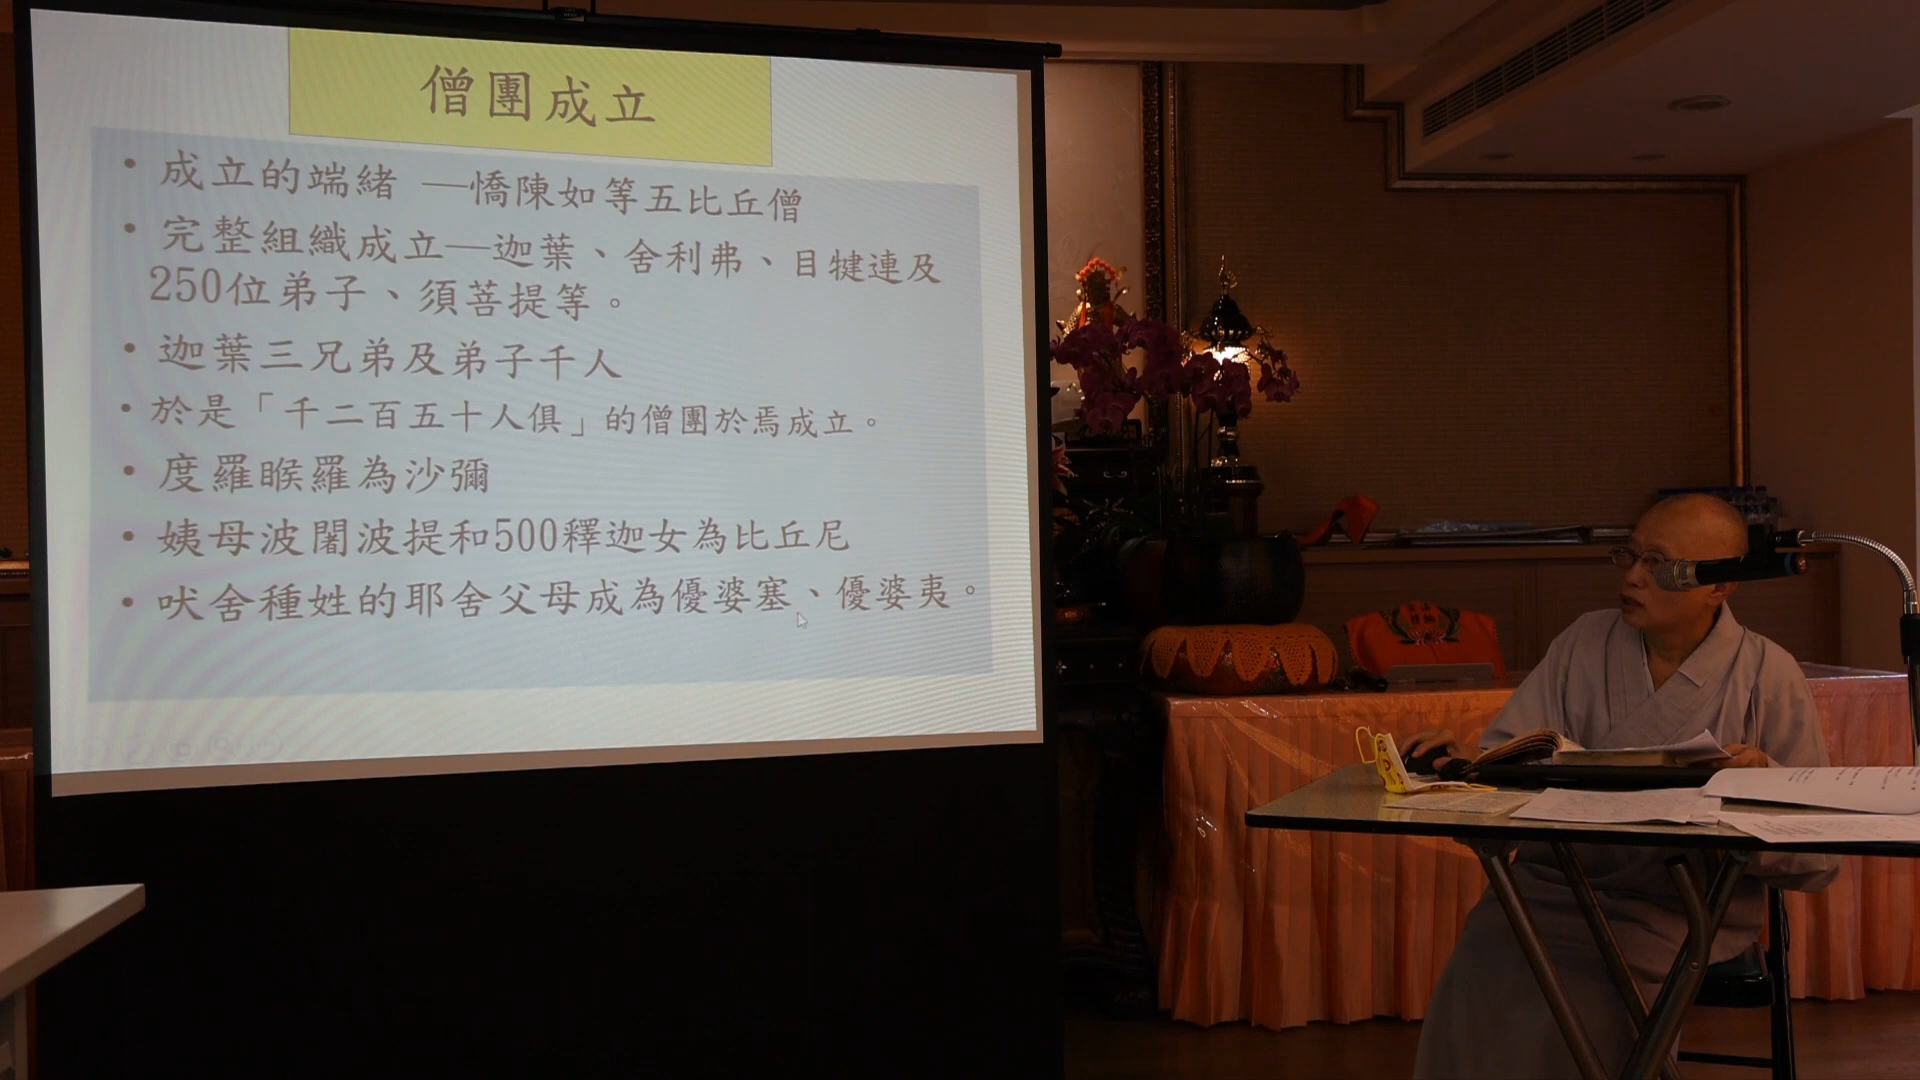 僧團成立
• 成立的端緒 —憍陳如等五比丘僧
• 完整組織成立—迦葉、舍利弗、目犍連及
250位弟子、須菩提等。
• 迦葉三兄弟及弟子千人
• 於是「千二百五十人俱」的僧團於焉成立。
• 度羅睺羅為沙彌
• 姨母波闍波提和500釋迦女為比丘尼
• 吠舍種姓的耶舍父母成為優婆塞、優婆夷。